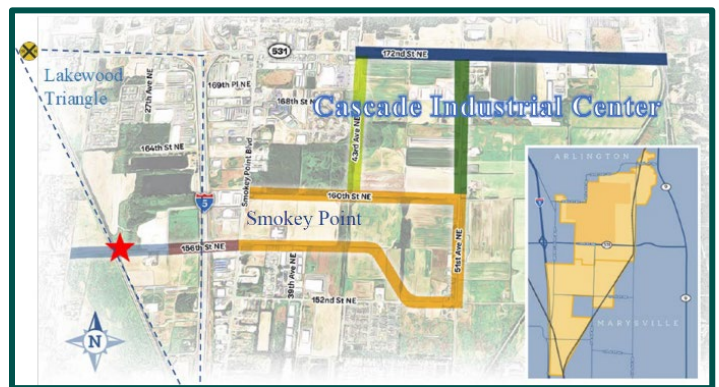 531
172nd St NE
Lakewood
Triangle
27th Ave NE
169th Pl NE
168th St NE
43rd Ave NE
Cascade Industrial Center
164th St NE
Smokey Point Blvd
5
160th St NE
Smokey Point
51st Ave NE
156th St NE
39th Ave NE
152nd St NE
N
ARLINGTON
MARYSVILLE